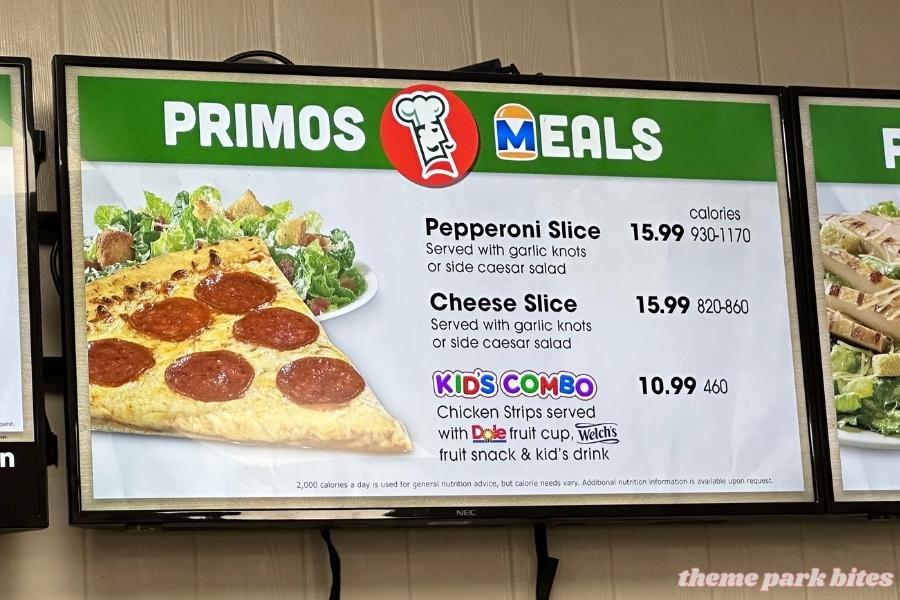 PRIMOS MEALS
calories
Pepperoni Slice 15.99 930-1170
Served with garlic knots
or side caesar salad
Cheese Slice 15.99 820-860
Served with garlic knots
or side caesar salad
KID'S COMBO 10.99 460
Chicken Strips served
with Dole fruit cup, Welch's
fruit snack & kid's drink
2,000 calories a day is used for general nutrition advice, but calorie needs vary. Additional nutrition information is available upon request.
quest.
n
P
NEC
theme park bites